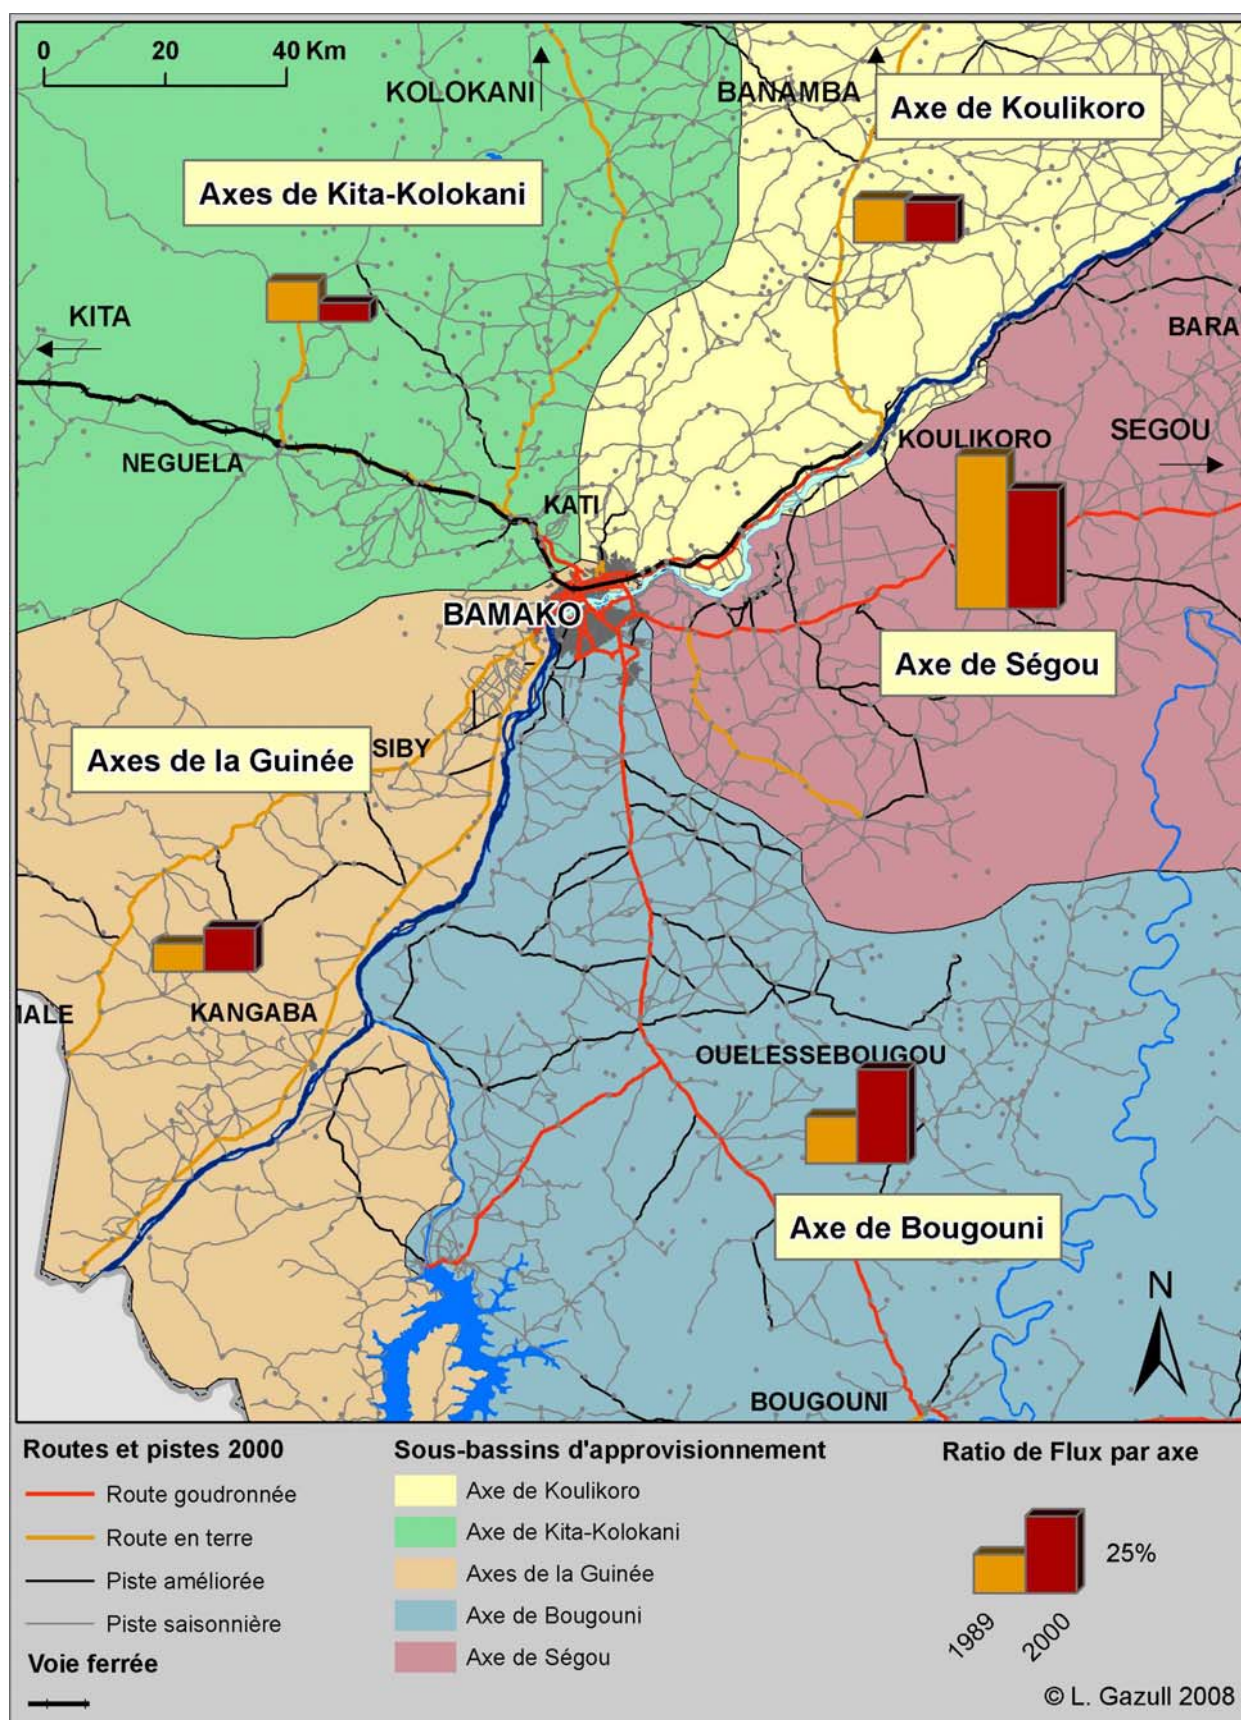 0 20 40 Km
KOLOKANI
BANAMBA
Axe de Koulikoro
Axes de Kita-Kolokani
KITA
BARA
NEGUELA
KOULIKORO
SEGOU
KATI
BAMAKO
Axe de Ségou
SIBY
Axes de la Guinée
MALE
KANGABA
OUELESSEBOUGOU
Axe de Bougouni
N
BOUGOUNI
Routes et pistes 2000
Route goudronnée
Route en terre
Piste améliorée
Piste saisonnière
Voie ferrée
Sous-bassins d'approvisionnement
Axe de Koulikoro
Axe de Kita-Kolokani
Axes de la Guinée
Axe de Bougouni
Axe de Ségou
Ratio de Flux par axe
25%
1989
2000
© L. Gazull 2008